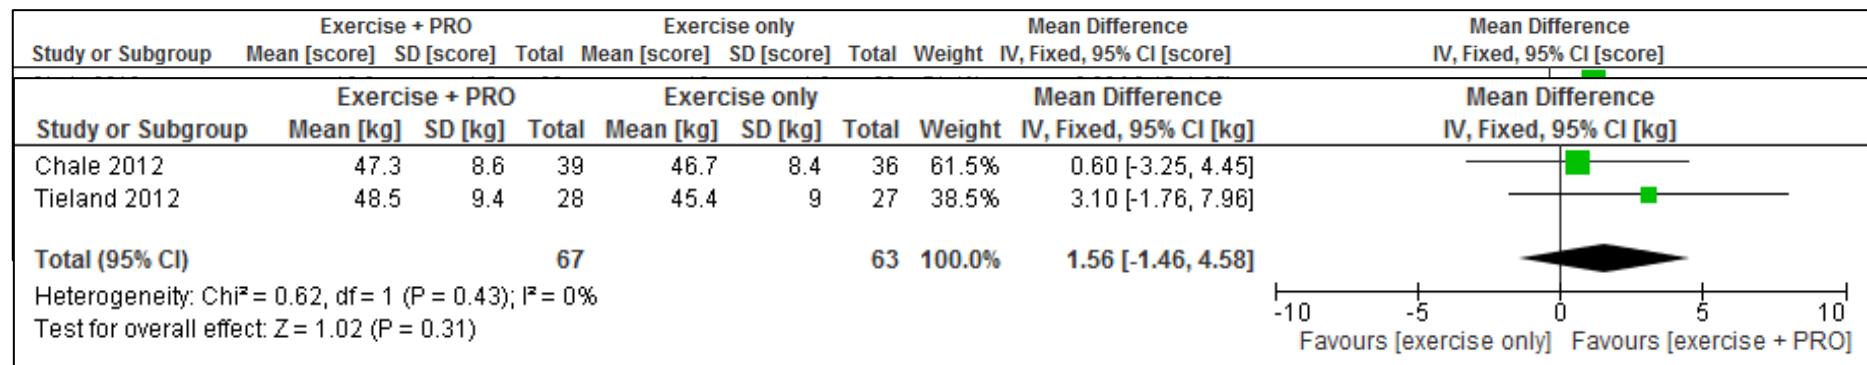 Exercise + PRO Exercise only Mean Difference Mean Difference
Study or Subgroup Mean [score] SD [score] Total Mean [score] SD [score] Total Weight IV, Fixed, 95% CI [score] IV, Fixed, 95% CI [score]
Exercise + PRO Exercise only Mean Difference Mean Difference
Study or Subgroup Mean [kg] SD [kg] Total Mean [kg] SD [kg] Total Weight IV, Fixed, 95% CI [kg] IV, Fixed, 95% CI [kg]
Chale 2012 47.3 8.6 39 46.7 8.4 36 61.5% 0.60 [-3.25, 4.45]
Tieland 2012 48.5 9.4 28 45.4 9 27 38.5% 3.10 [-1.76, 7.96]
Total (95% CI) 67 63 100.0% 1.56 [-1.46, 4.58]
Heterogeneity: Chi² = 0.62, df = 1 (P = 0.43); I² = 0%
Test for overall effect: Z = 1.02 (P = 0.31)
-10 -5 0 5 10
Favours [exercise only] Favours [exercise + PRO]